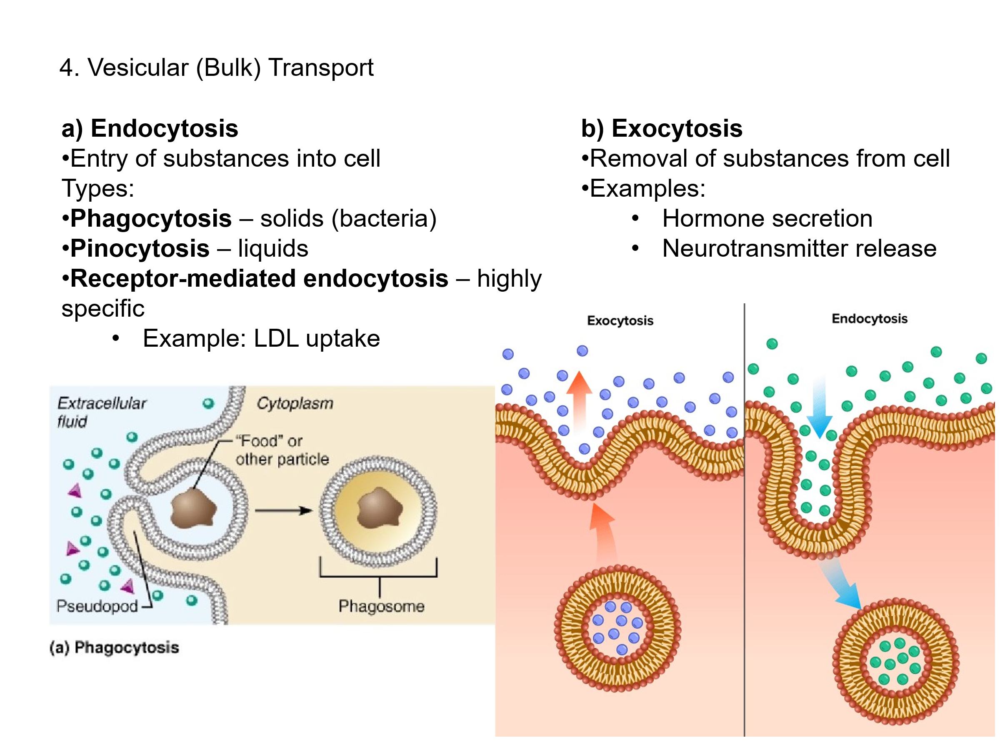 4. Vesicular (Bulk) Transport
a) Endocytosis
•Entry of substances into cell
Types:
•Phagocytosis – solids (bacteria)
•Pinocytosis – liquids
•Receptor-mediated endocytosis – highly
specific
• Example: LDL uptake
b) Exocytosis
•Removal of substances from cell
•Examples:
• Hormone secretion
• Neurotransmitter release
Extracellular
fluid
Cytoplasm
“Food” or
other particle
Pseudopod
Phagosome
(a) Phagocytosis
Exocytosis
Endocytosis